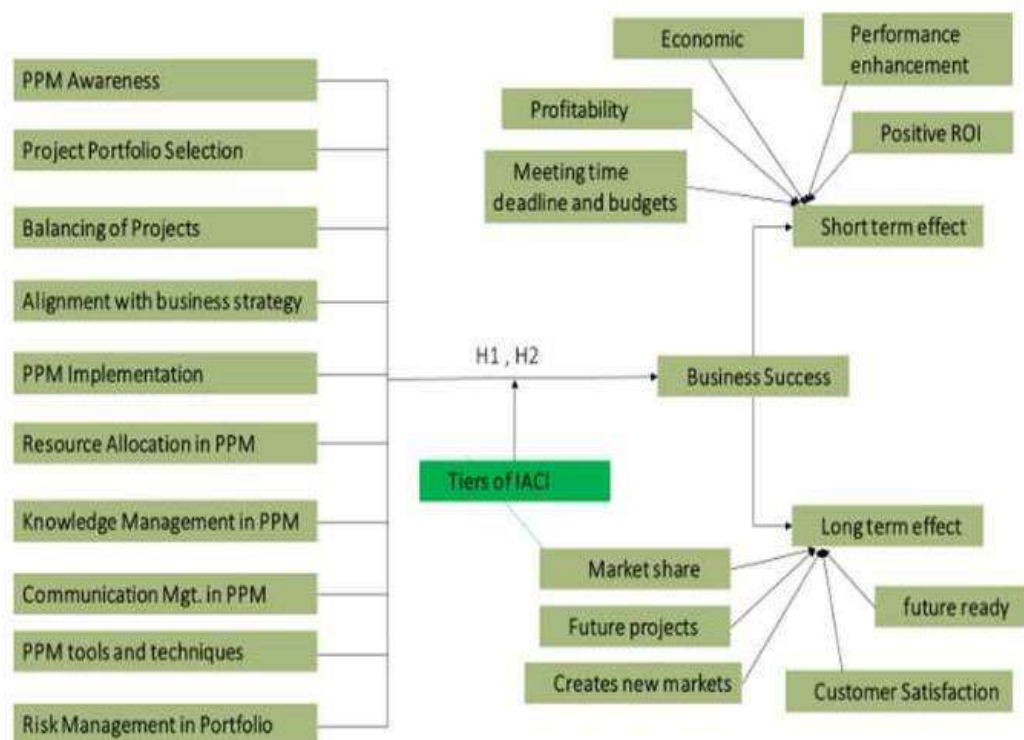 PPM Awareness
Project Portfolio Selection
Balancing of Projects
Alignment with business strategy
PPM Implementation
Resource Allocation in PPM
Knowledge Management in PPM
Communication Mgt. in PPM
PPM tools and techniques
Risk Management in Portfolio
H1 , H2
Tiers of IACI
Business Success
Economic
Performance
enhancement
Profitability
Positive ROI
Meeting time
deadline and budgets
Short term effect
Long term effect
Market share
Future projects
Creates new markets
future ready
Customer Satisfaction